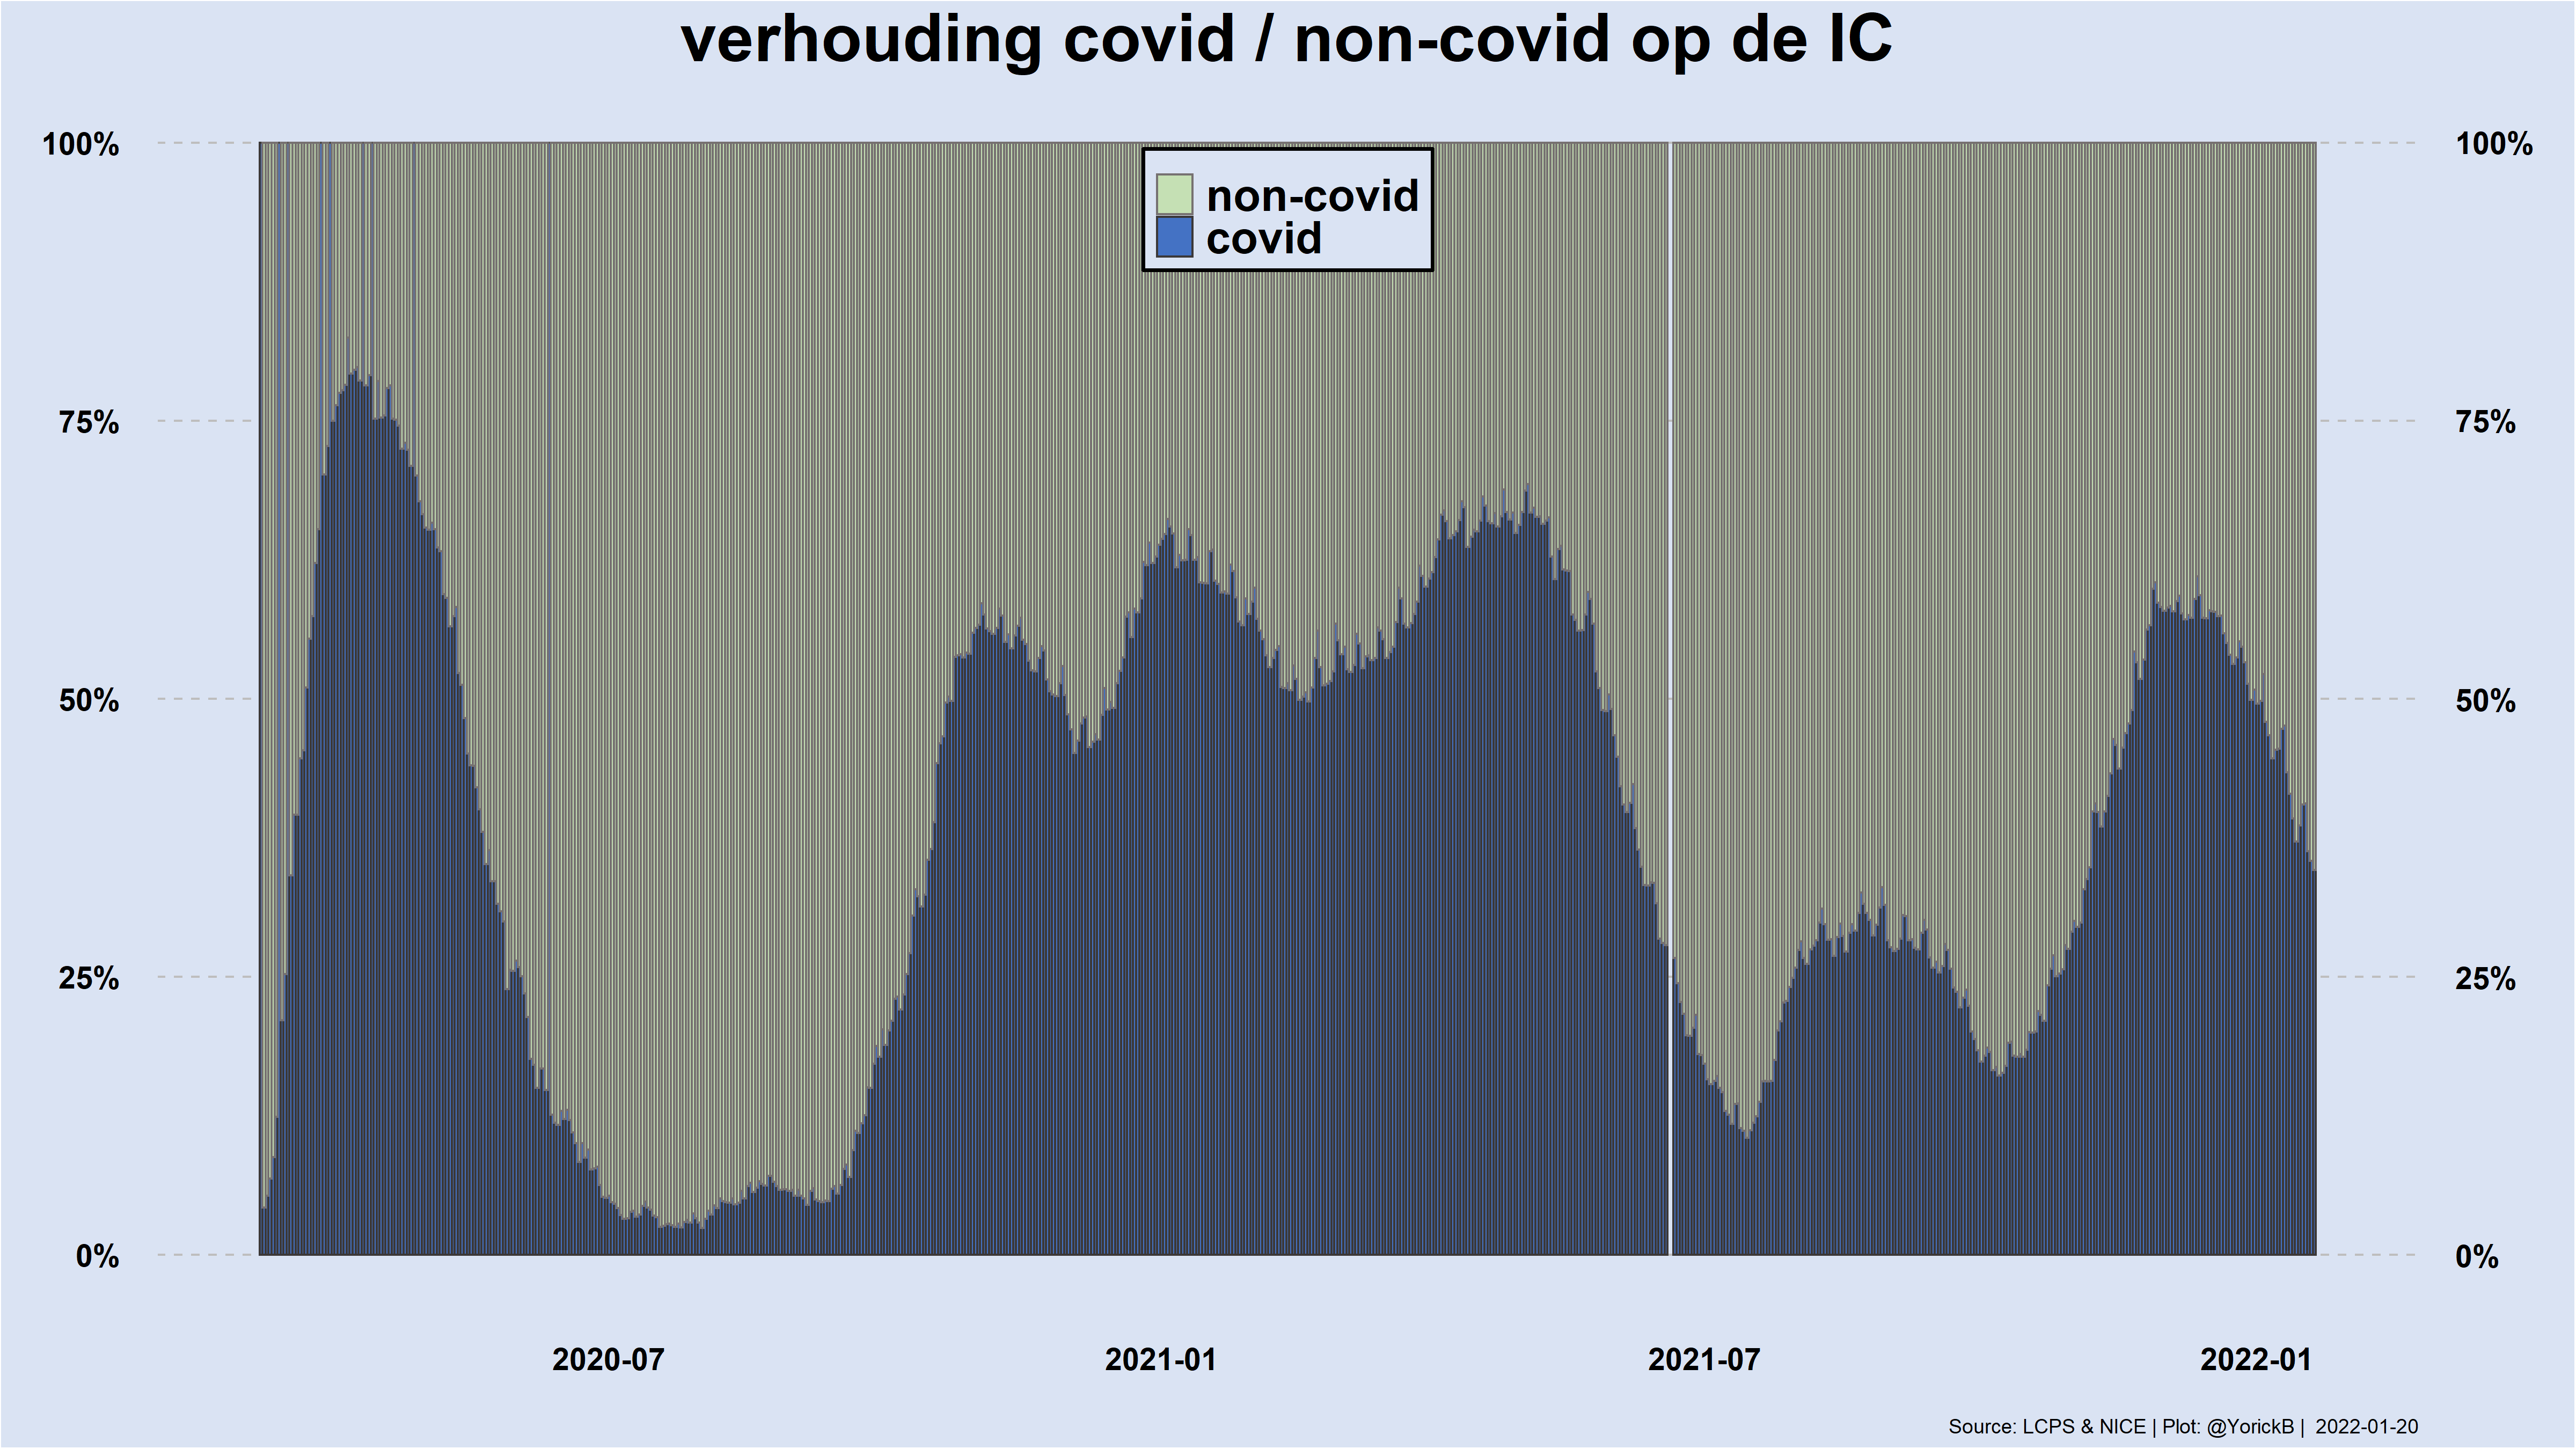 verhouding covid / non-covid op de IC
non-covid
covid
100% 100%
75% 75%
50% 50%
25% 25%
0% 0%
2020-07 2021-01 2021-07 2022-01
Source: LCPS & NICE | Plot: @YorickB | 2022-01-20